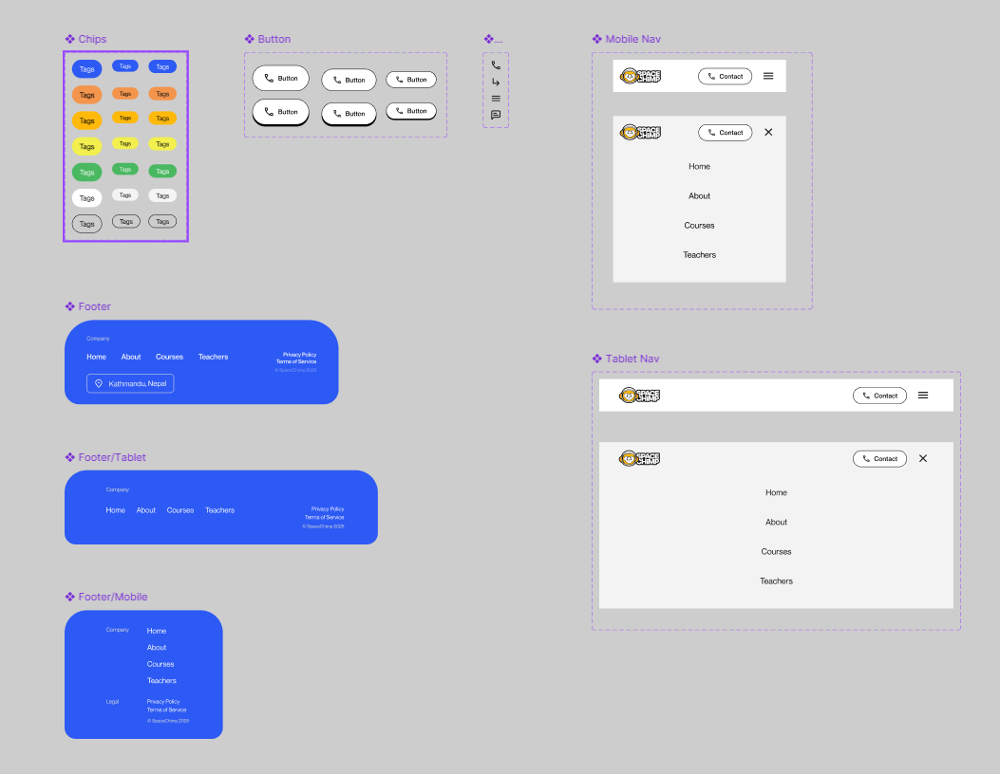 Chips
Tags Tags Tags
Tags Tags Tags
Tags Tags Tags
Tags Tags Tags
Tags Tags Tags
Tags Tags Tags
Tags Tags Tags
Button
Button Button Button
Button Button Button
...
Mobile Nav
SPACE
CHIMP
Contact
SPACE
CHIMP
Contact
Home
About
Courses
Teachers
Footer
Company
Home About Courses Teachers
Privacy Policy
Terms of Service
© SpaceChimp 2025
Kathmandu, Nepal
Tablet Nav
SPACE
CHIMP
Contact
SPACE
CHIMP
Contact
Home
About
Courses
Teachers
Footer/Tablet
Company
Home About Courses Teachers
Privacy Policy
Terms of Service
© SpaceChimp 2025
Footer/Mobile
Company
Home
About
Courses
Teachers
Legal
Privacy Policy
Terms of Service
© SpaceChimp 2025